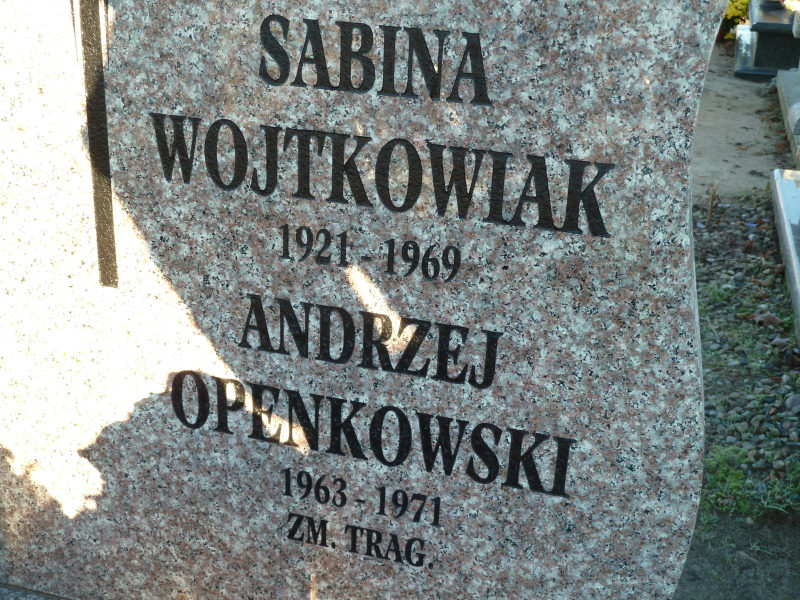 SABINA
WOJTKOWIAK
1921 - 1969
ANDRZEJ
OPENKOWSKI
1963 - 1971
ZM. TRAG.